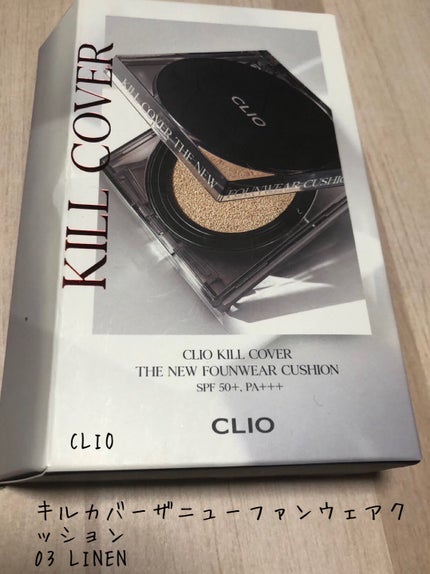 KILL COVER
CLIO
KILL COVER THE NEW
FOUNWEAR CUSHION
CLIO KILL COVER
THE NEW FOUNWEAR CUSHION
SPF 50+, PA+++
CLIO
CLIO
キルカバーザニューファンウェアク
ッション
03 LINEN